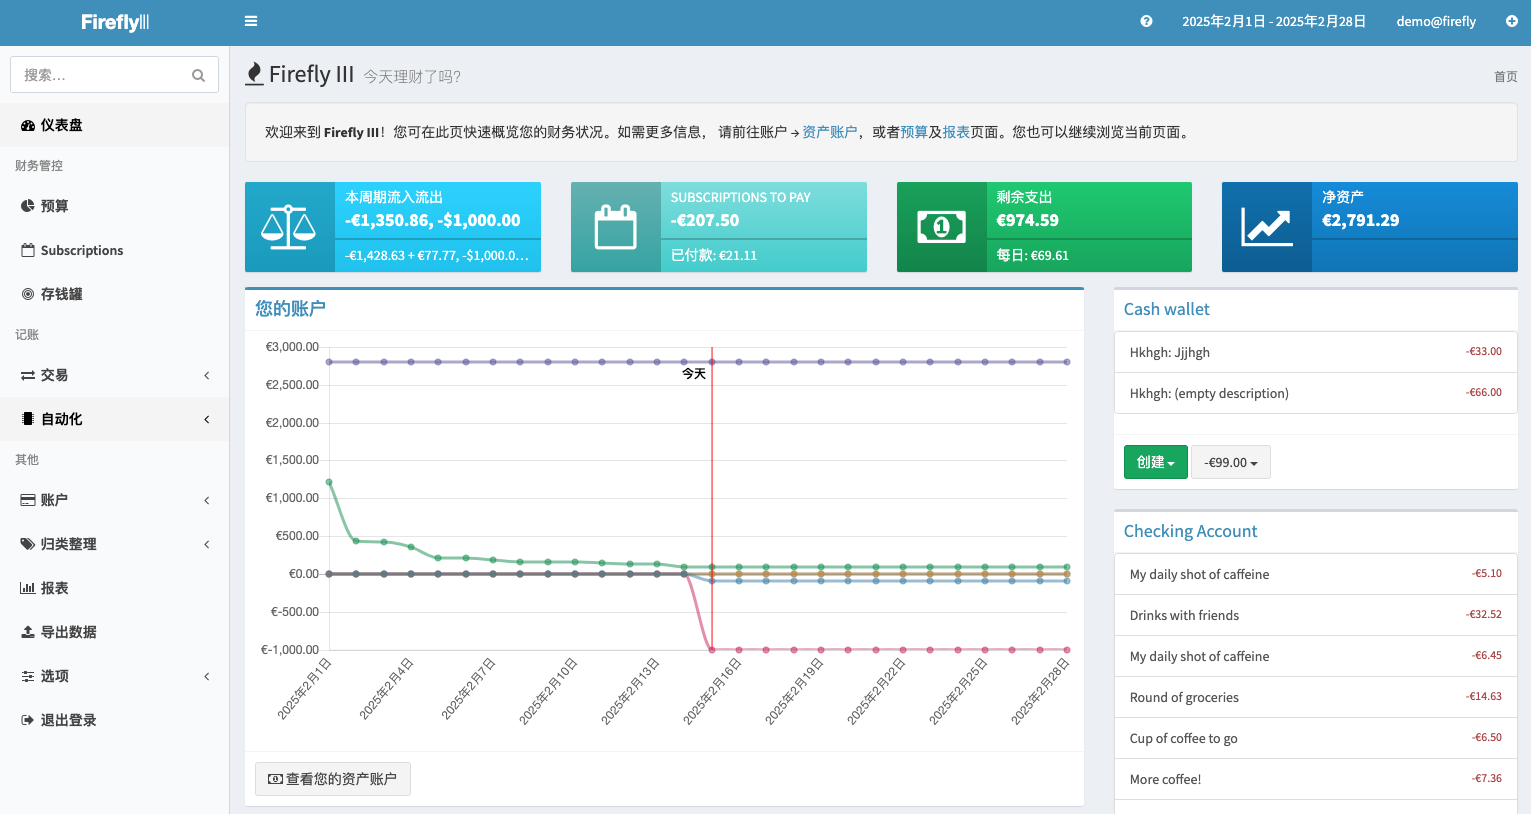 Firefly III
2025年2月1日 - 2025年2月28日
demo@firefly
搜索...
仪表盘
财务管控
预算
Subscriptions
存钱罐
记账
交易
自动化
其他
账户
归类整理
报表
导出数据
选项
退出登录
Firefly III 今天理财了吗?
首页
欢迎来到 Firefly III！您可在此页快速概览您的财务状况。如需更多信息， 请前往账户 → 资产账户，或者预算及报表页面。您也可以继续浏览当前页面。
本周期流入流出
-€1,350.86, -$1,000.00
-€1,428.63 + €77.77, -$1,000.0...
SUBSCRIPTIONS TO PAY
-€207.50
已付款: €21.11
剩余支出
€974.59
每日: €69.61
净资产
€2,791.29
您的账户
€3,000.00
€2,500.00
€2,000.00
€1,500.00
€1,000.00
€500.00
€0.00
€-500.00
€-1,000.00
今天
2025年2月1日
2025年2月4日
2025年2月7日
2025年2月10日
2025年2月13日
2025年2月16日
2025年2月19日
2025年2月22日
2025年2月25日
2025年2月28日
查看您的资产账户
Cash wallet
Hkhgh: Jjjhgh -€33.00
Hkhgh: (empty description) -€66.00
创建 -€99.00
Checking Account
My daily shot of caffeine -€5.10
Drinks with friends -€32.52
My daily shot of caffeine -€6.45
Round of groceries -€14.63
Cup of coffee to go -€6.50
More coffee! -€7.36